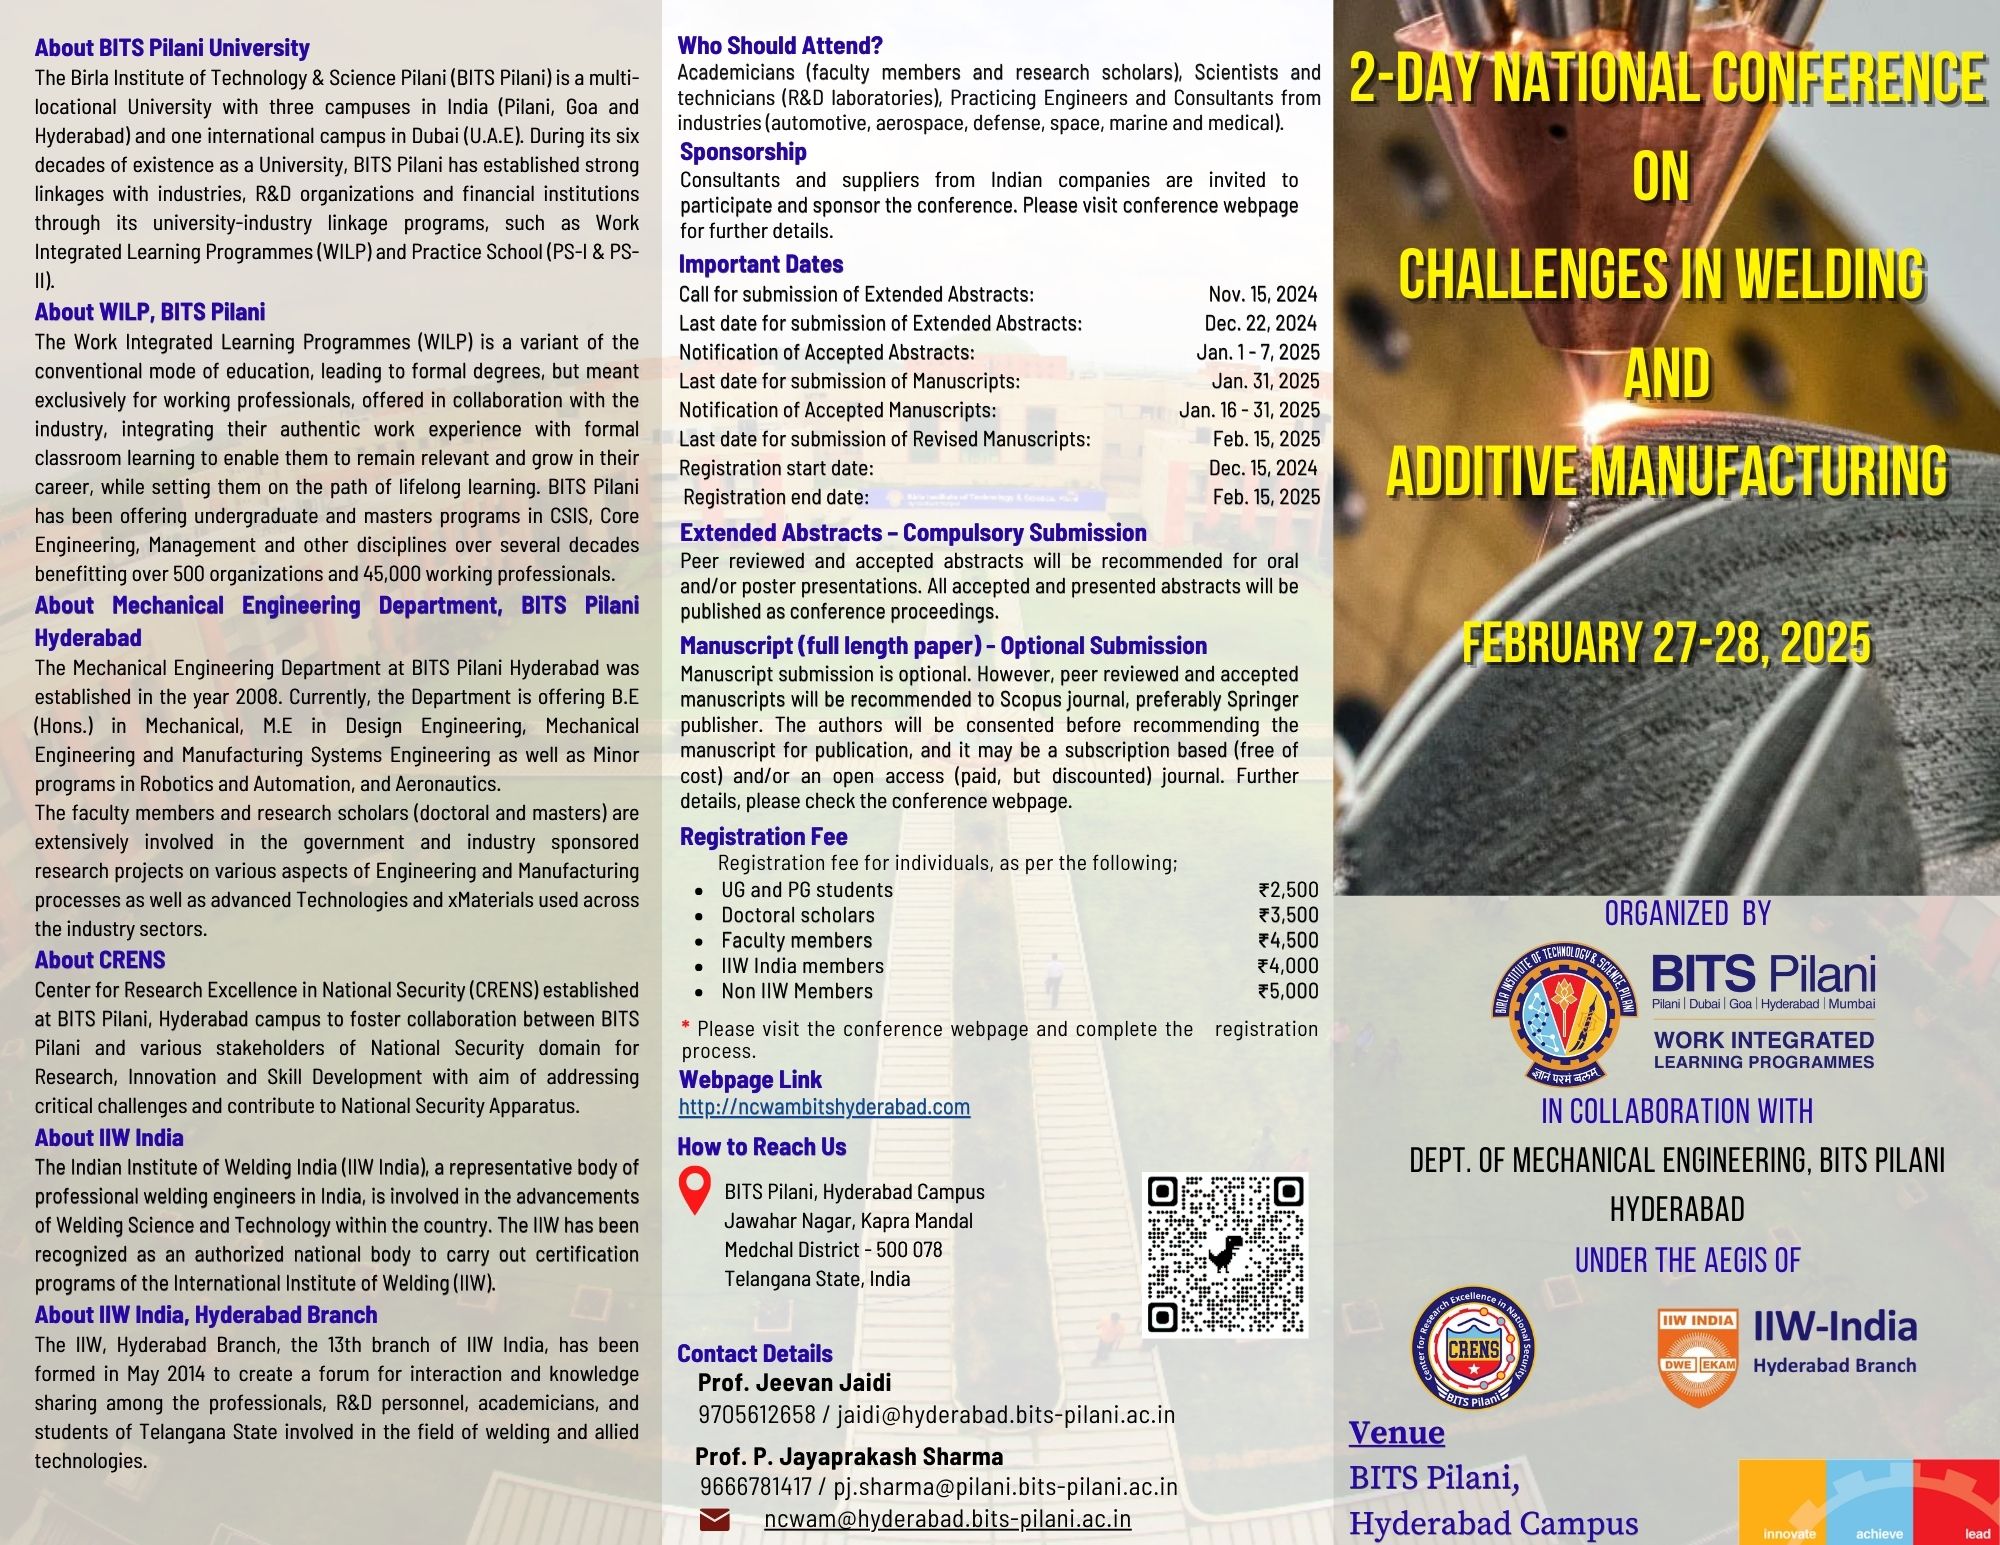 About BITS Pilani University
The Birla Institute of Technology & Science Pilani (BITS Pilani) is a multi-
locational University with three campuses in India (Pilani, Goa and
Hyderabad) and one international campus in Dubai (U.A.E). During its six
decades of existence as a University, BITS Pilani has established strong
linkages with industries, R&D organizations and financial institutions
through its university-industry linkage programs, such as Work
Integrated Learning Programmes (WILP) and Practice School (PS-I & PS-
II).
About WILP, BITS Pilani
The Work Integrated Learning Programmes (WILP) is a variant of the
conventional mode of education, leading to formal degrees, but meant
exclusively for working professionals, offered in collaboration with the
industry, integrating their authentic work experience with formal
classroom learning to enable them to remain relevant and grow in their
career, while setting them on the path of lifelong learning. BITS Pilani
has been offering undergraduate and masters programs in CSIS, Core
Engineering, Management and other disciplines over several decades
benefitting over 500 organizations and 45,000 working professionals.
About Mechanical Engineering Department, BITS Pilani
Hyderabad
The Mechanical Engineering Department at BITS Pilani Hyderabad was
established in the year 2008. Currently, the Department is offering B.E
(Hons.) in Mechanical, M.E in Design Engineering, Mechanical
Engineering and Manufacturing Systems Engineering as well as Minor
programs in Robotics and Automation, and Aeronautics.
The faculty members and research scholars (doctoral and masters) are
extensively involved in the government and industry sponsored
research projects on various aspects of Engineering and Manufacturing
processes as well as advanced Technologies and xMaterials used across
the industry sectors.
About CRENS
Center for Research Excellence in National Security (CRENS) established
at BITS Pilani, Hyderabad campus to foster collaboration between BITS
Pilani and various stakeholders of National Security domain for
Research, Innovation and Skill Development with aim of addressing
critical challenges and contribute to National Security Apparatus.
About IIW India
The Indian Institute of Welding India (IIW India), a representative body of
professional welding engineers in India, is involved in the advancements
of Welding Science and Technology within the country. The IIW has been
recognized as an authorized national body to carry out certification
programs of the International Institute of Welding (IIW).
About IIW India, Hyderabad Branch
The IIW, Hyderabad Branch, the 13th branch of IIW India, has been
formed in May 2014 to create a forum for interaction and knowledge
sharing among the professionals, R&D personnel, academicians, and
students of Telangana State involved in the field of welding and allied
technologies.
Who Should Attend?
Academicians (faculty members and research scholars), Scientists and
technicians (R&D laboratories), Practicing Engineers and Consultants from
industries (automotive, aerospace, defense, space, marine and medical).
Sponsorship
Consultants and suppliers from Indian companies are invited to
participate and sponsor the conference. Please visit conference webpage
for further details.
Important Dates
Call for submission of Extended Abstracts: Nov. 15, 2024
Last date for submission of Extended Abstracts: Dec. 22, 2024
Notification of Accepted Abstracts: Jan. 1 - 7, 2025
Last date for submission of Manuscripts: Jan. 31, 2025
Notification of Accepted Manuscripts: Jan. 16 - 31, 2025
Last date for submission of Revised Manuscripts: Feb. 15, 2025
Registration start date: Dec. 15, 2024
Registration end date: Feb. 15, 2025
Extended Abstracts – Compulsory Submission
Peer reviewed and accepted abstracts will be recommended for oral
and/or poster presentations. All accepted and presented abstracts will be
published as conference proceedings.
Manuscript (full length paper) - Optional Submission
Manuscript submission is optional. However, peer reviewed and accepted
manuscripts will be recommended to Scopus journal, preferably Springer
publisher. The authors will be consented before recommending the
manuscript for publication, and it may be a subscription based (free of
cost) and/or an open access (paid, but discounted) journal. Further
details, please check the conference webpage.
Registration Fee
Registration fee for individuals, as per the following;
• UG and PG students ₹2,500
• Doctoral scholars ₹3,500
• Faculty members ₹4,500
• IIW India members ₹4,000
• Non IIW Members ₹5,000
* Please visit the conference webpage and complete the registration
process.
Webpage Link
http://ncwambitshyderabad.com
How to Reach Us
BITS Pilani, Hyderabad Campus
Jawahar Nagar, Kapra Mandal
Medchal District - 500 078
Telangana State, India
Contact Details
Prof. Jeevan Jaidi
9705612658 / jaidi@hyderabad.bits-pilani.ac.in
Prof. P. Jayaprakash Sharma
9666781417 / pj.sharma@pilani.bits-pilani.ac.in
ncwam@hyderabad.bits-pilani.ac.in
2-DAY NATIONAL CONFERENCE
ON
CHALLENGES IN WELDING
AND
ADDITIVE MANUFACTURING
FEBRUARY 27-28, 2025
ORGANIZED BY
BIRLA INSTITUTE OF TECHNOLOGY & SCIENCE, PILANI
ज्ञानं परमं बलम्
BITS Pilani
Pilani | Dubai | Goa | Hyderabad | Mumbai
WORK INTEGRATED
LEARNING PROGRAMMES
IN COLLABORATION WITH
DEPT. OF MECHANICAL ENGINEERING, BITS PILANI
HYDERABAD
UNDER THE AEGIS OF
Center for Research Excellence in National Security
CRENS
BITS Pilani
IIW INDIA
DWE EKAM
IIW-India
Hyderabad Branch
Venue
BITS Pilani,
Hyderabad Campus
innovate achieve lead